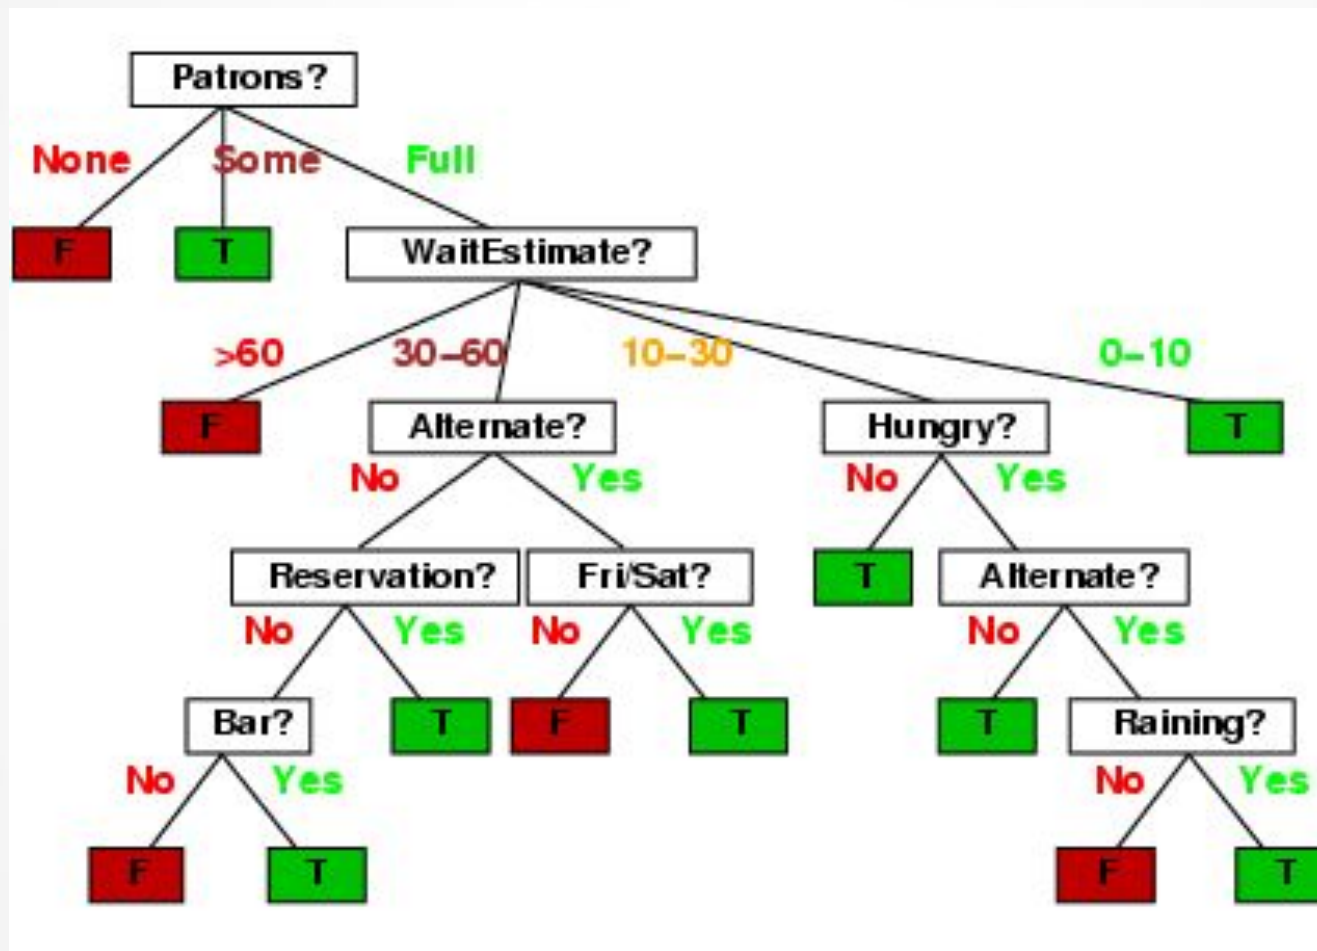 Patrons?
None Some Full
F T WaitEstimate?
>60 30–60 10–30 0–10
F Alternate? Hungry? T
No Yes No Yes
Reservation? Fri/Sat? T Alternate?
No Yes No Yes No Yes
Bar? T F T T Raining?
No Yes No Yes
F T F T